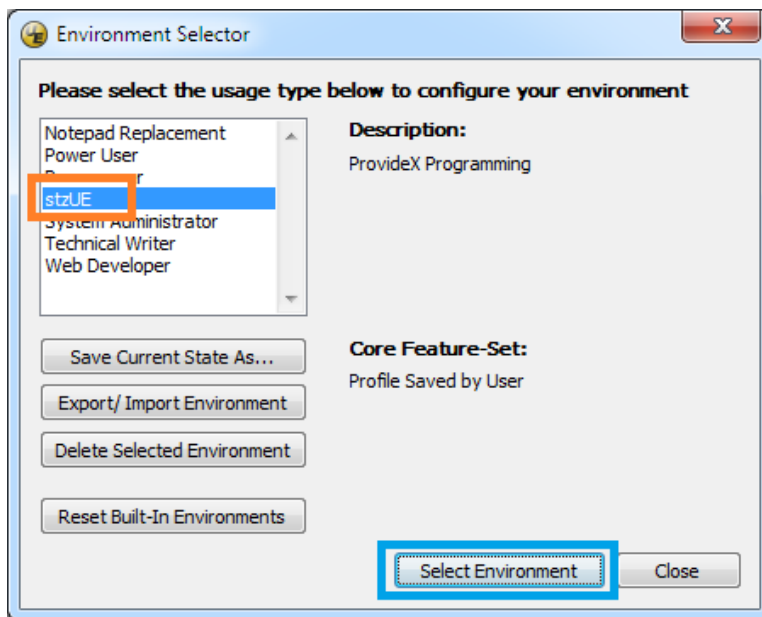 Environment Selector
Please select the usage type below to configure your environment
Notepad Replacement
Power User
stzUE
System Administrator
Technical Writer
Web Developer
Description:
ProvideX Programming
Save Current State As...
Export/ Import Environment
Delete Selected Environment
Reset Built-In Environments
Core Feature-Set:
Profile Saved by User
Select Environment
Close